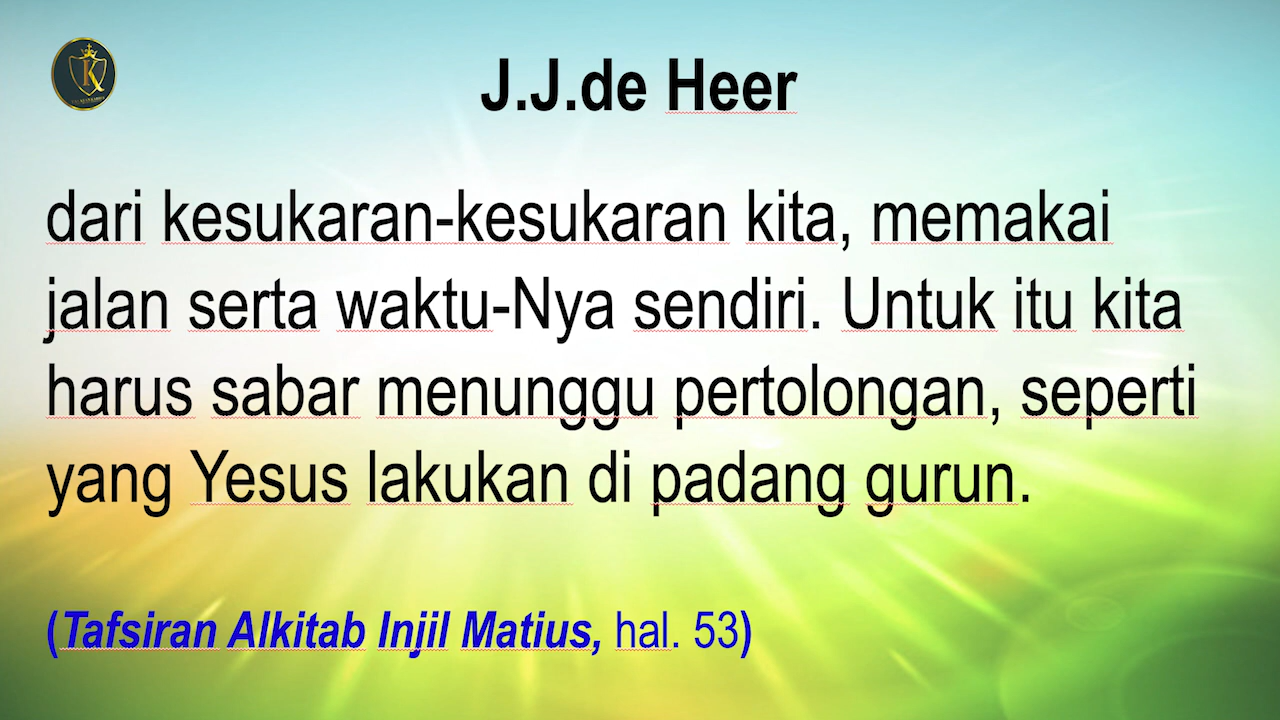 J.J.de Heer
dari kesukaran-kesukaran kita, memakai
jalan serta waktu-Nya sendiri. Untuk itu kita
harus sabar menunggu pertolongan, seperti
yang Yesus lakukan di padang gurun.
(Tafsiran Alkitab Injil Matius, hal. 53)